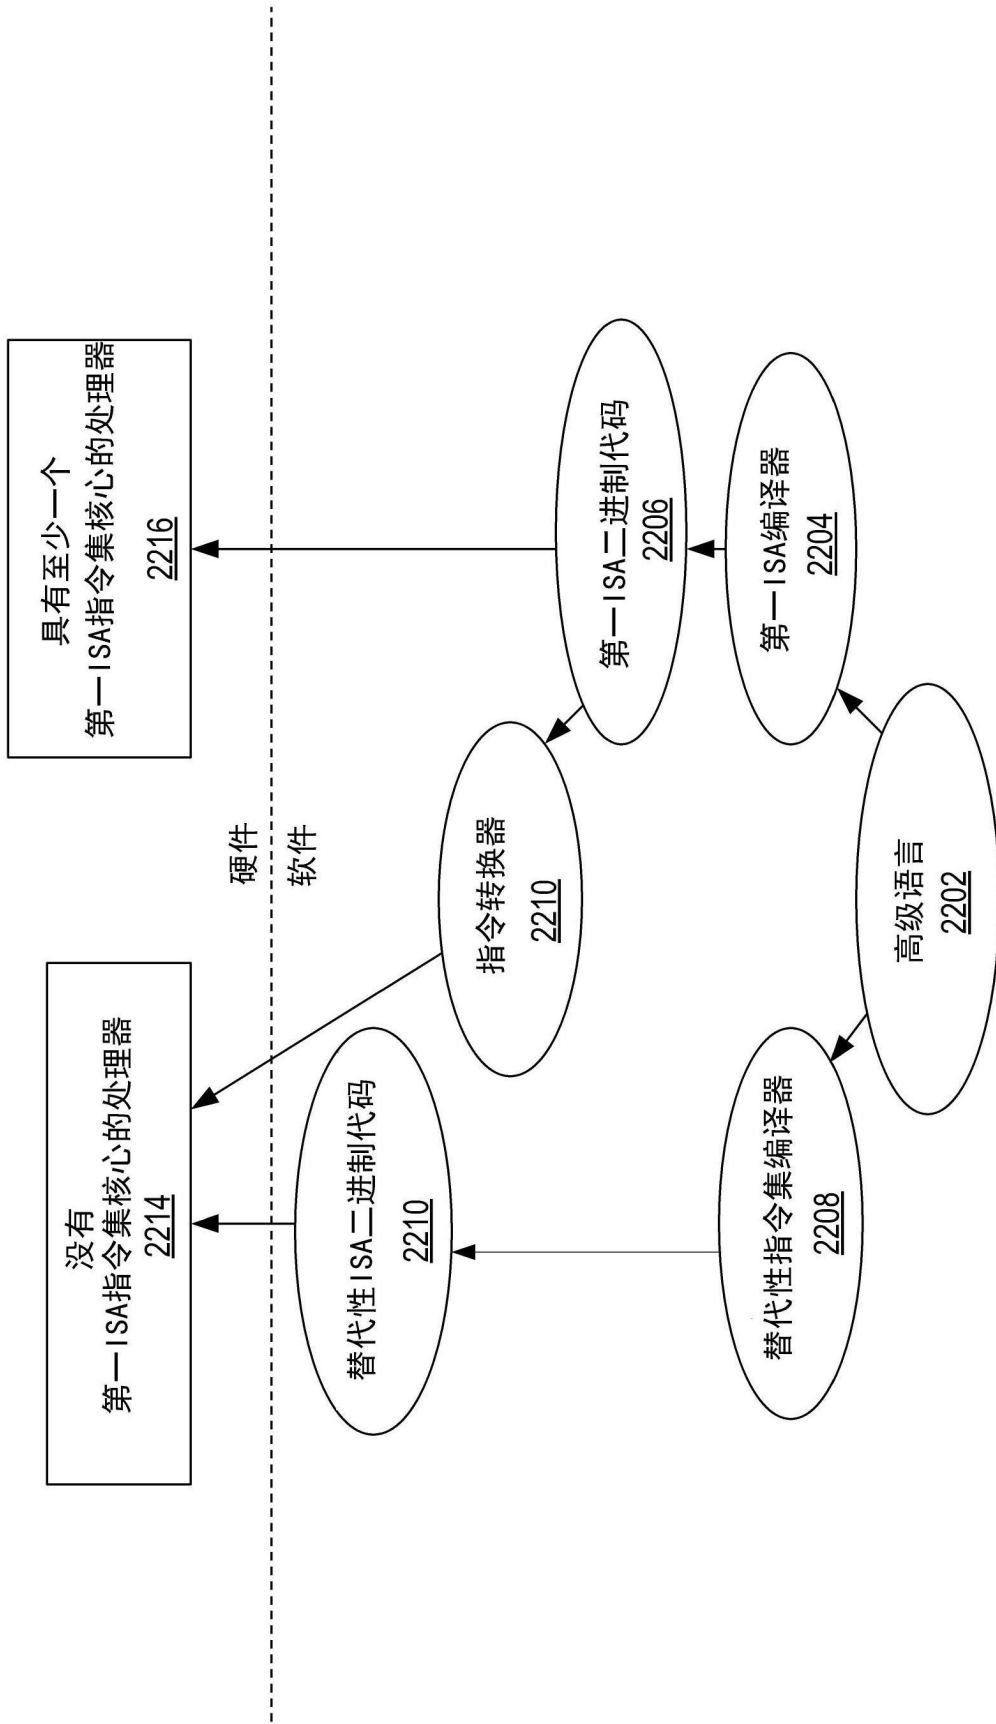 没有
第一ISA指令集核心的处理器
2214
具有至少一个
第一ISA指令集核心的处理器
2216
硬件
软件
替代性ISA二进制代码
2210
指令转换器
2210
第一ISA二进制代码
2206
替代性指令集编译器
2208
第一ISA编译器
2204
高级语言
2202